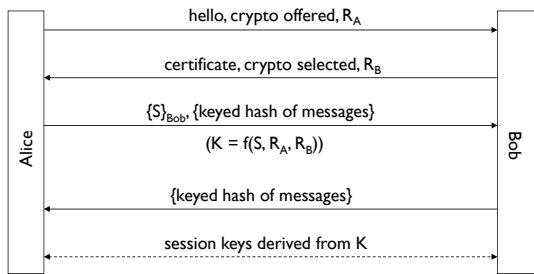 hello, crypto offered, R_A
certificate, crypto selected, R_B
{S}_Bob, {keyed hash of messages}
(K = f(S, R_A, R_B))
{keyed hash of messages}
session keys derived from K
Alice
Bob